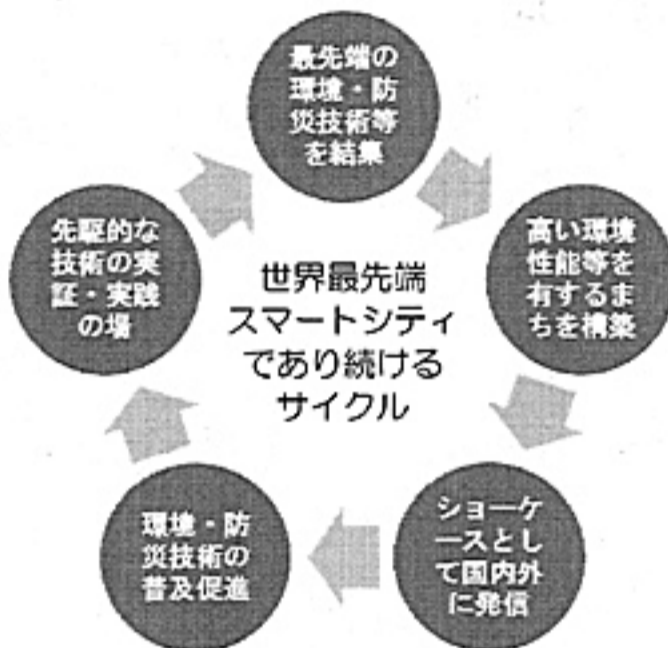 最先端の
環境・防
災技術等
を結集
高い環境
性能等を
有するま
ちを構築
ショーケ
ースとし
て国内外
に発信
環境・防
災技術の
普及促進
先駆的な
技術の実
証・実践
の場
世界最先端
スマートシティ
であり続ける
サイクル